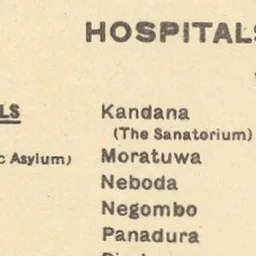 HOSPITALS
LS
Kandana
(The Sanatorium)
c Asylum)
Moratuwa
Neboda
Negombo
Panadura